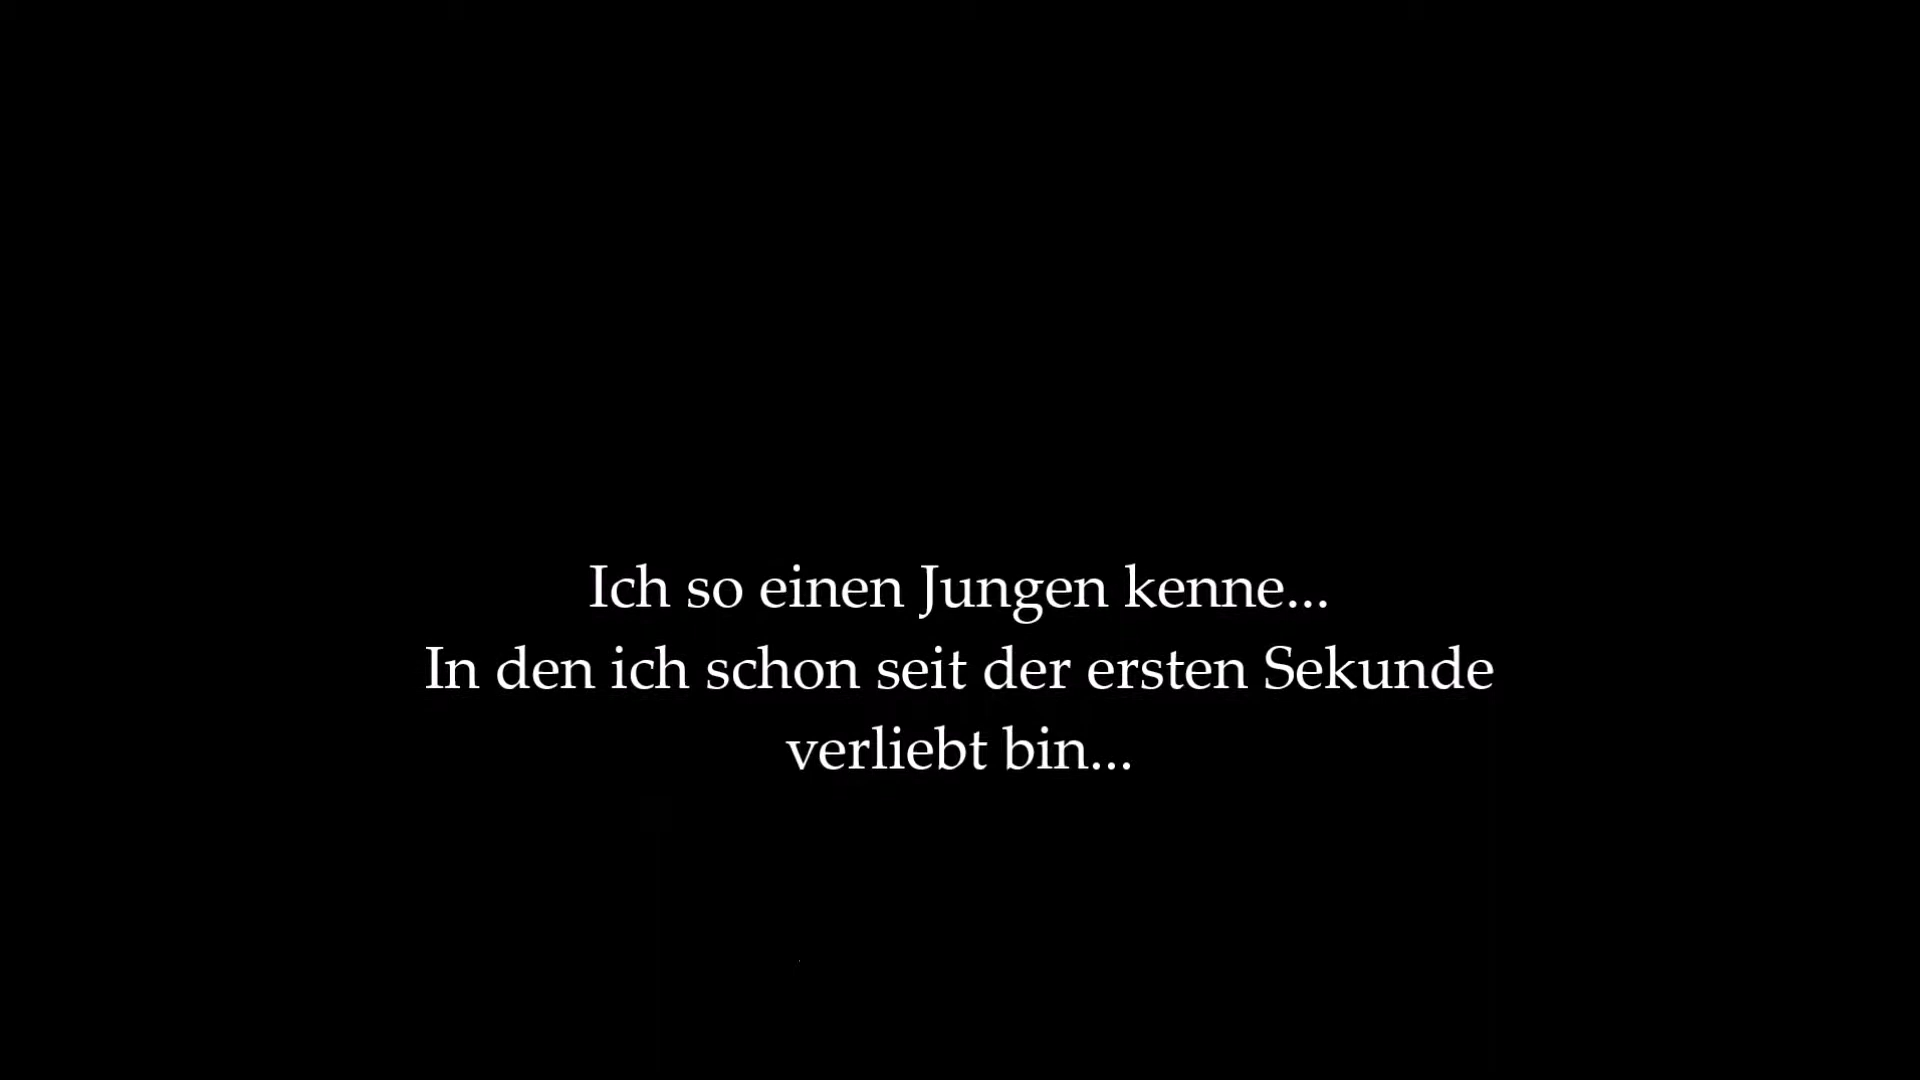 Ich so einen Jungen kenne...
In den ich schon seit der ersten Sekunde
verliebt bin...